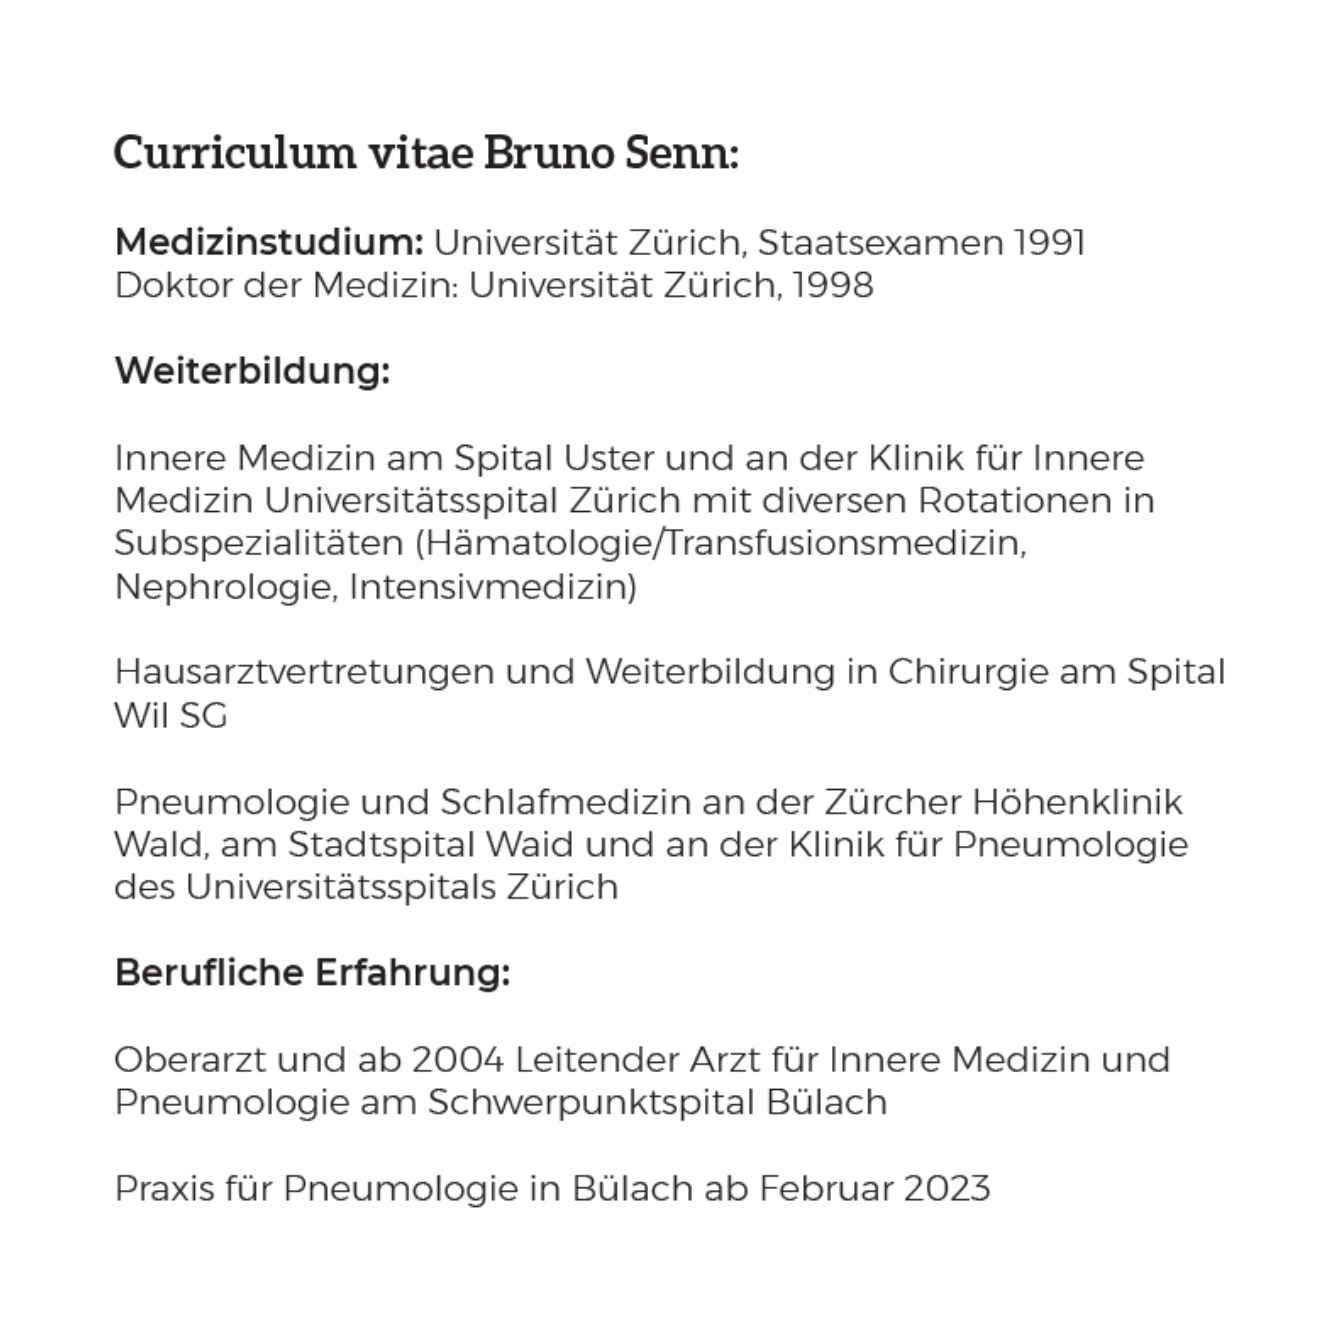 Curriculum vitae Bruno Senn:
Medizinstudium: Universität Zürich, Staatsexamen 1991
Doktor der Medizin: Universität Zürich, 1998
Weiterbildung:
Innere Medizin am Spital Uster und an der Klinik für Innere
Medizin Universitätsspital Zürich mit diversen Rotationen in
Subspezialitäten (Hämatologie/Transfusionsmedizin,
Nephrologie, Intensivmedizin)
Hausarztvertretungen und Weiterbildung in Chirurgie am Spital
Wil SG
Pneumologie und Schlafmedizin an der Zürcher Höhenklinik
Wald, am Stadtspital Waid und an der Klinik für Pneumologie
des Universitätsspitals Zürich
Berufliche Erfahrung:
Oberarzt und ab 2004 Leitender Arzt für Innere Medizin und
Pneumologie am Schwerpunktspital Bülach
Praxis für Pneumologie in Bülach ab Februar 2023